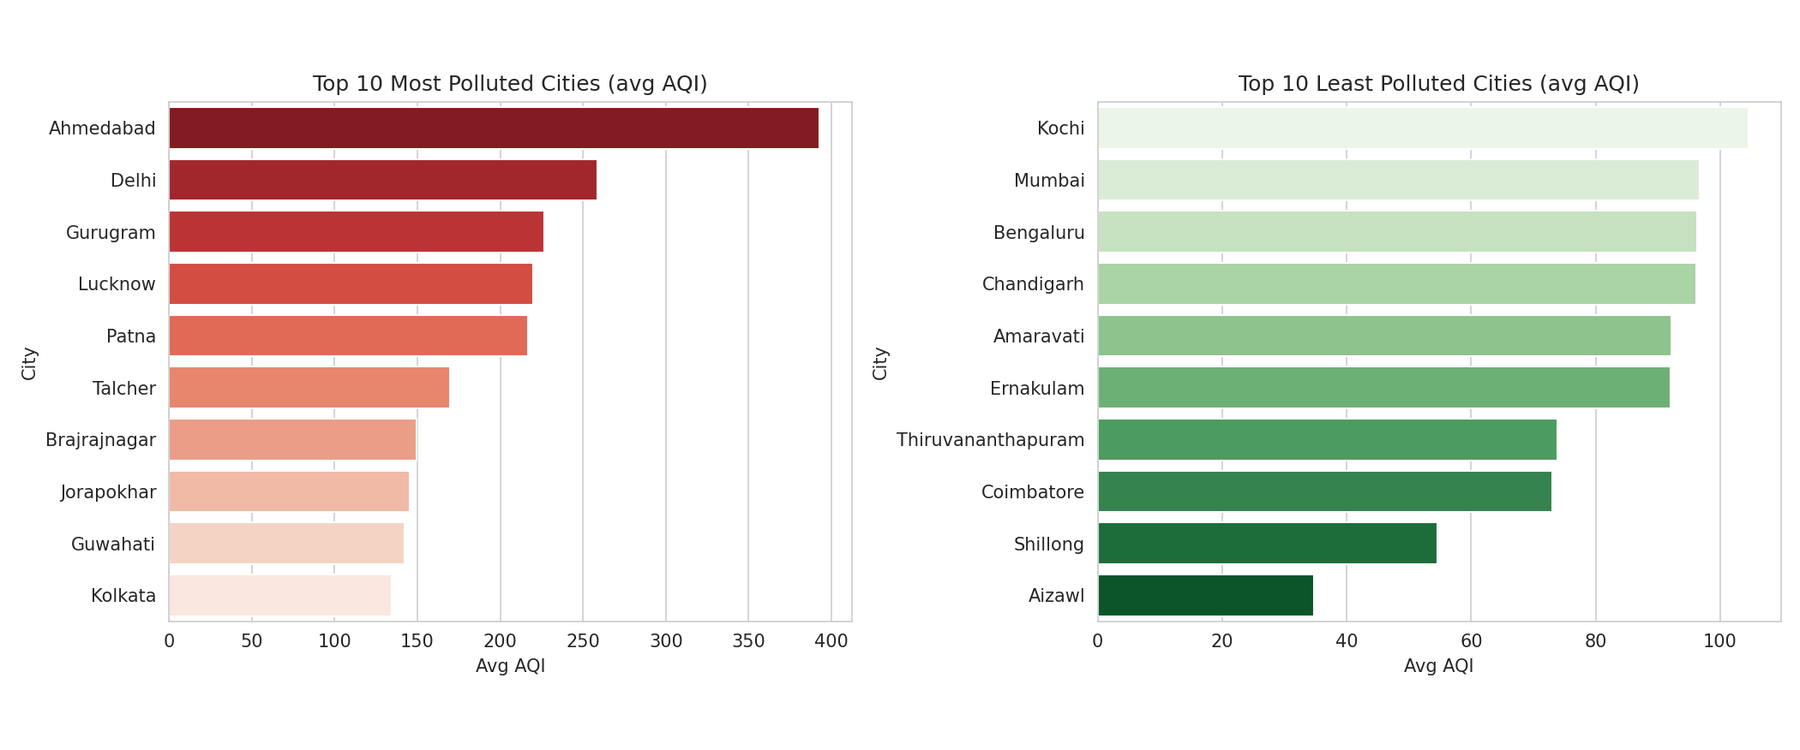 Top 10 Most Polluted Cities (avg AQI)
City
Ahmedabad
Delhi
Gurugram
Lucknow
Patna
Talcher
Brajrajnagar
Jorapokhar
Guwahati
Kolkata
0 50 100 150 200 250 300 350 400
Avg AQI
Top 10 Least Polluted Cities (avg AQI)
City
Kochi
Mumbai
Bengaluru
Chandigarh
Amaravati
Ernakulam
Thiruvananthapuram
Coimbatore
Shillong
Aizawl
0 20 40 60 80 100
Avg AQI